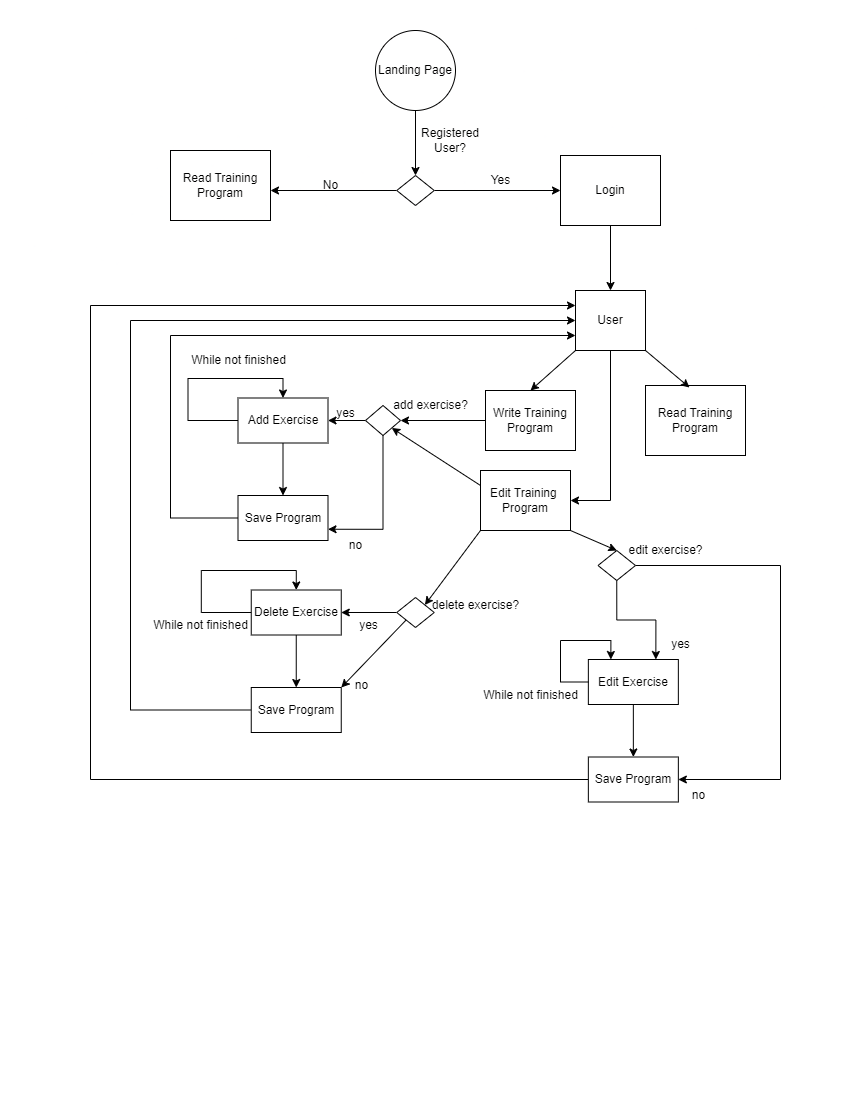 Landing Page
Registered
User?
Read Training
Program
No
Yes
Login
User
While not finished
Add Exercise
yes
add exercise?
Write Training
Program
Read Training
Program
Edit Training
Program
Save Program
no
edit exercise?
Delete Exercise
delete exercise?
While not finished
yes
yes
Edit Exercise
no
While not finished
Save Program
Save Program
no